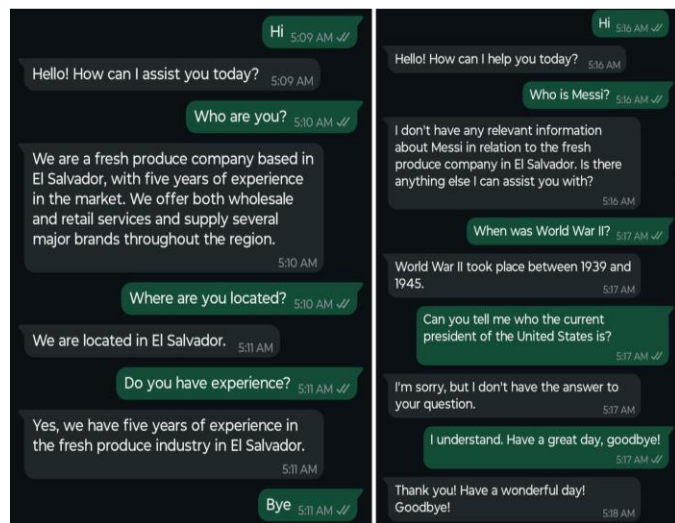 Hi 5:09 AM
Hello! How can I assist you today? 5:09 AM
Who are you? 5:10 AM
We are a fresh produce company based in
El Salvador, with five years of experience
in the market. We offer both wholesale
and retail services and supply several
major brands throughout the region.
5:10 AM
Where are you located? 5:10 AM
We are located in El Salvador. 5:11 AM
Do you have experience? 5:11 AM
Yes, we have five years of experience in
the fresh produce industry in El Salvador.
5:11 AM
Bye 5:11 AM
Hi 5:16 AM
Hello! How can I help you today? 5:16 AM
Who is Messi? 5:16 AM
I don't have any relevant information
about Messi in relation to the fresh
produce company in El Salvador. Is there
anything else I can assist you with?
5:16 AM
When was World War II? 5:17 AM
World War II took place between 1939 and
1945. 5:17 AM
Can you tell me who the current
president of the United States is?
5:17 AM
I'm sorry, but I don't have the answer to
your question. 5:17 AM
I understand. Have a great day, goodbye!
5:17 AM
Thank you! Have a wonderful day!
Goodbye! 5:18 AM